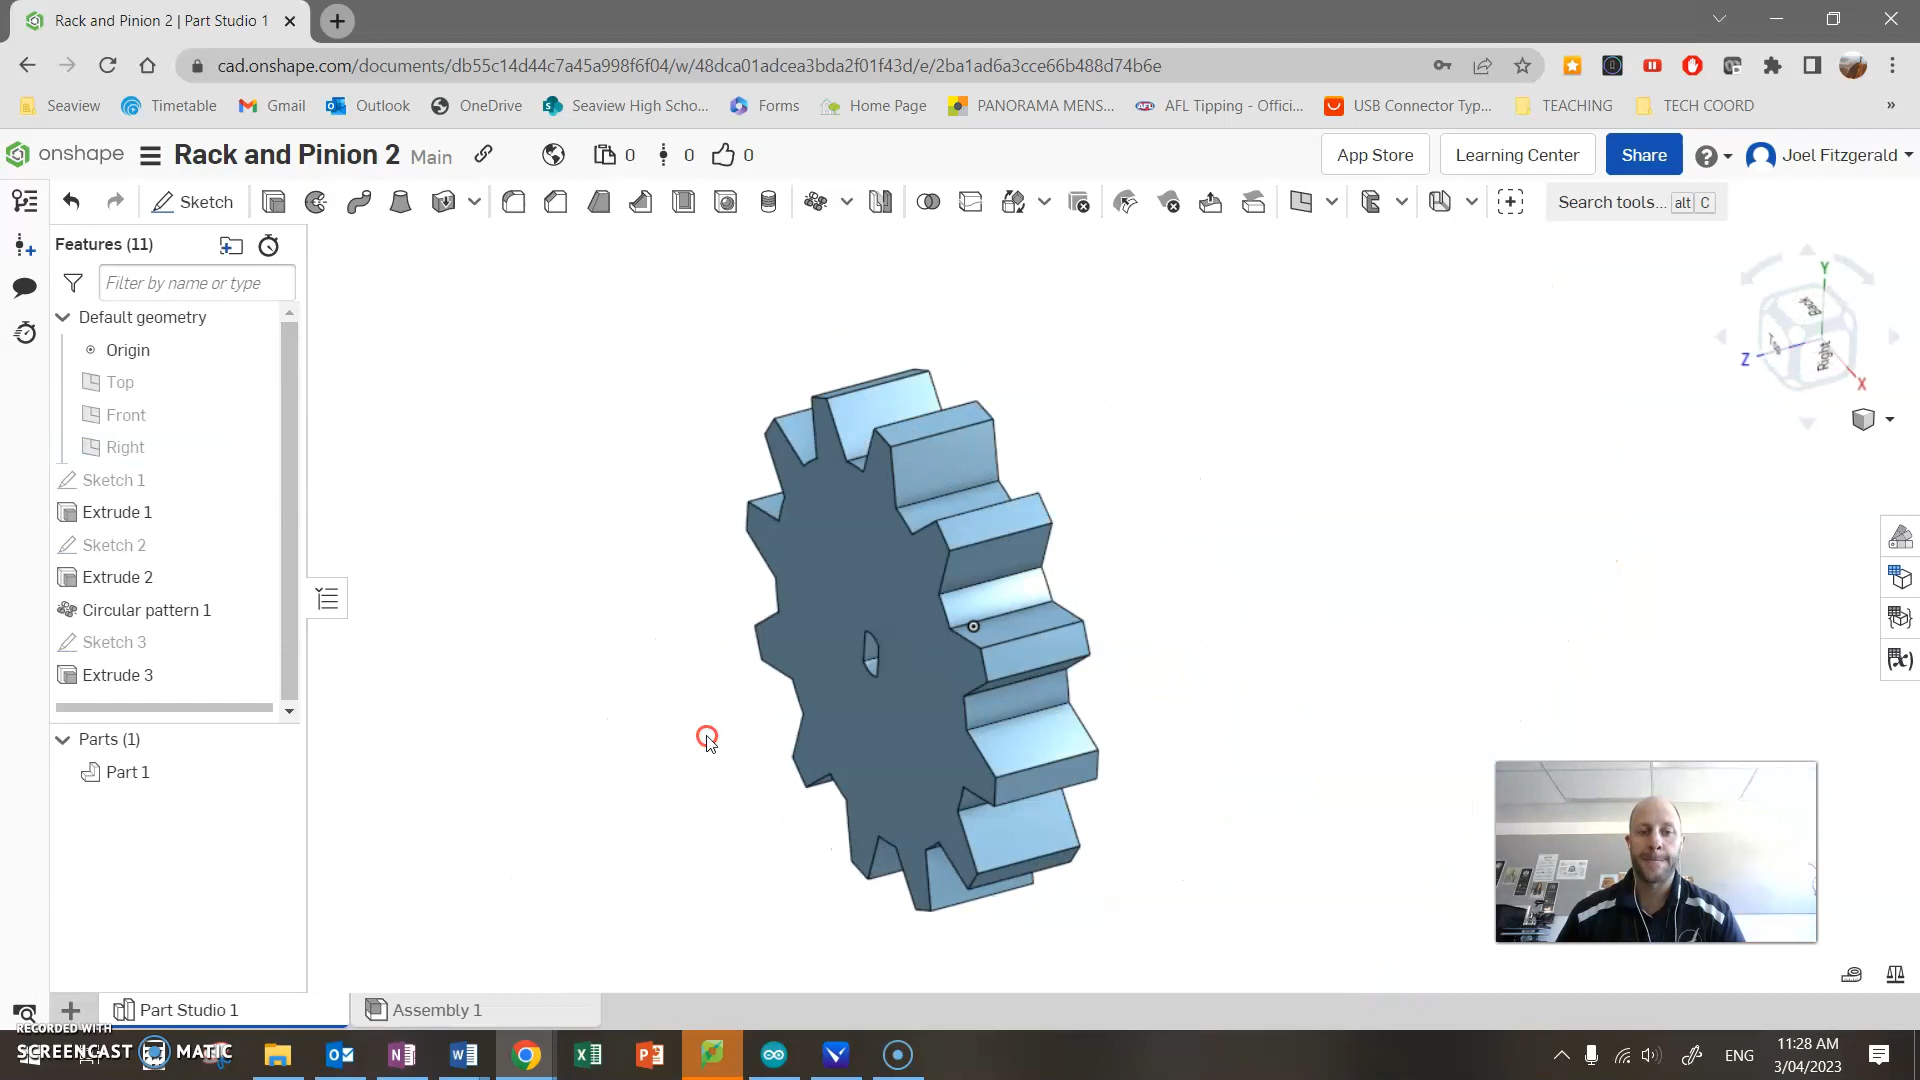 Rack and Pinion 2 | Part Studio 1
cad.onshape.com/documents/db55c14d44c7a45a998f6f04/w/48dca01adcea3bda2f01f43d/e/2ba1ad6a3cce66b488d74b6e
Seaview Timetable Gmail Outlook OneDrive Seaview High Scho... Forms Home Page PANORAMA MENS... AFL Tipping - Offici... USB Connector Typ... TEACHING TECH COORD »
onshape Rack and Pinion 2 Main 0 0 0 App Store Learning Center Share Joel Fitzgerald
Sketch Search tools... alt C
Features (11)
Filter by name or type
Default geometry
Origin
Top
Front
Right
Sketch 1
Extrude 1
Sketch 2
Extrude 2
Circular pattern 1
Sketch 3
Extrude 3
Parts (1)
Part 1
Y
Back
Top
Right
Z
X
(x)
Part Studio 1 Assembly 1
RECORDED WITH
SCREENCAST MATIC
ENG
11:28 AM
3/04/2023